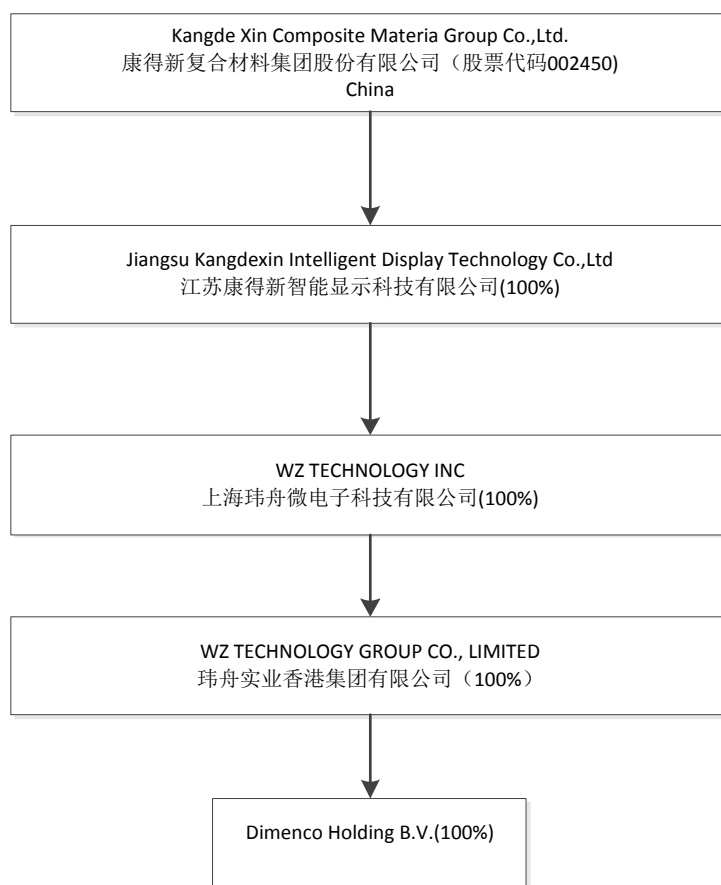 Kangde Xin Composite Materia Group Co.,Ltd.
康得新复合材料集团股份有限公司（股票代码002450)
China
Jiangsu Kangdexin Intelligent Display Technology Co.,Ltd
江苏康得新智能显示科技有限公司(100%)
WZ TECHNOLOGY INC
上海玮舟微电子科技有限公司(100%)
WZ TECHNOLOGY GROUP CO., LIMITED
玮舟实业香港集团有限公司（100%）
Dimenco Holding B.V.(100%)